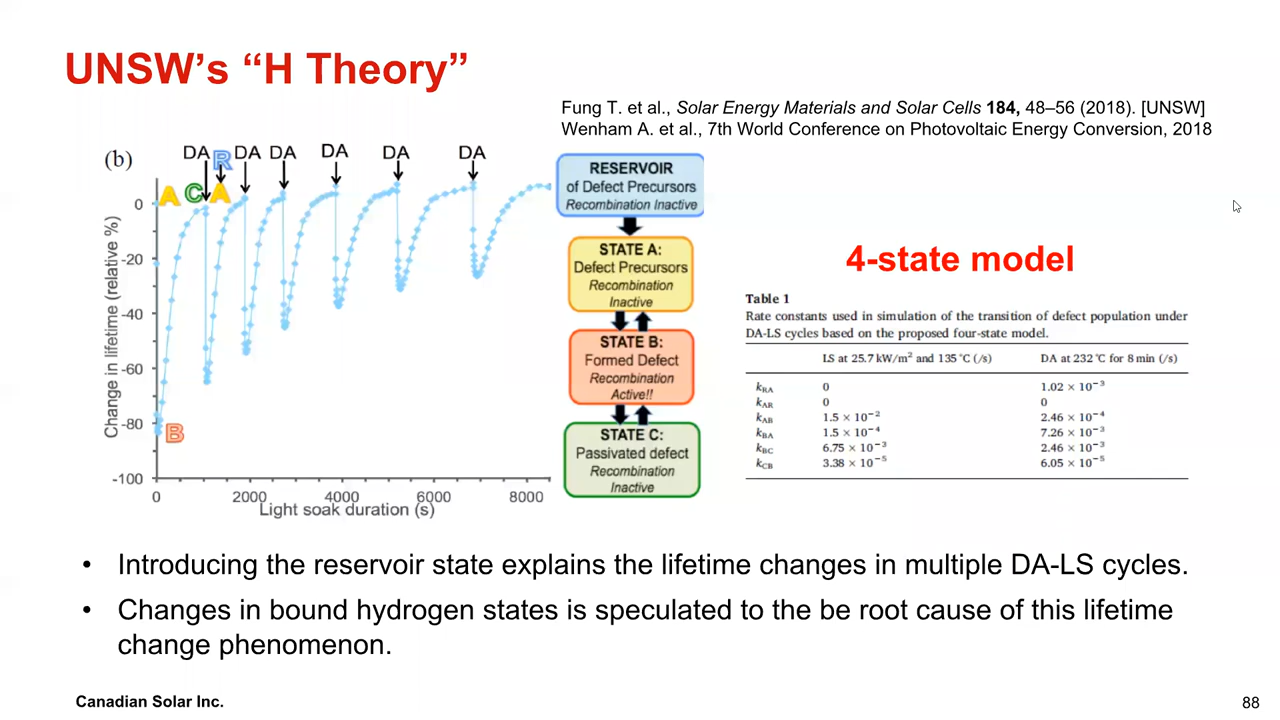 UNSW’s “H Theory”
Fung T. et al., Solar Energy Materials and Solar Cells 184, 48–56 (2018). [UNSW]
Wenham A. et al., 7th World Conference on Photovoltaic Energy Conversion, 2018
(b)
DA R DA DA DA DA DA
A C A
B
Change in lifetime (relative %)
0
-20
-40
-60
-80
-100
0 2000 4000 6000 8000
Light soak duration (s)
RESERVOIR
of Defect Precursors
Recombination Inactive
STATE A:
Defect Precursors
Recombination
Inactive
STATE B:
Formed Defect
Recombination
Active!!
STATE C:
Passivated defect
Recombination
Inactive
4-state model
Table 1
Rate constants used in simulation of the transition of defect population under
DA-LS cycles based on the proposed four-state model.
LS at 25.7 kW/m² and 135 °C (/s) DA at 232 °C for 8 min (/s)
k_RA 0 1.02 × 10⁻³
k_AR 0 0
k_AB 1.5 × 10⁻² 2.46 × 10⁻⁴
k_BA 1.5 × 10⁻⁴ 7.26 × 10⁻³
k_BC 6.75 × 10⁻³ 2.46 × 10⁻³
k_CB 3.38 × 10⁻⁵ 6.05 × 10⁻⁵
• Introducing the reservoir state explains the lifetime changes in multiple DA-LS cycles.
• Changes in bound hydrogen states is speculated to the be root cause of this lifetime
change phenomenon.
Canadian Solar Inc.
88